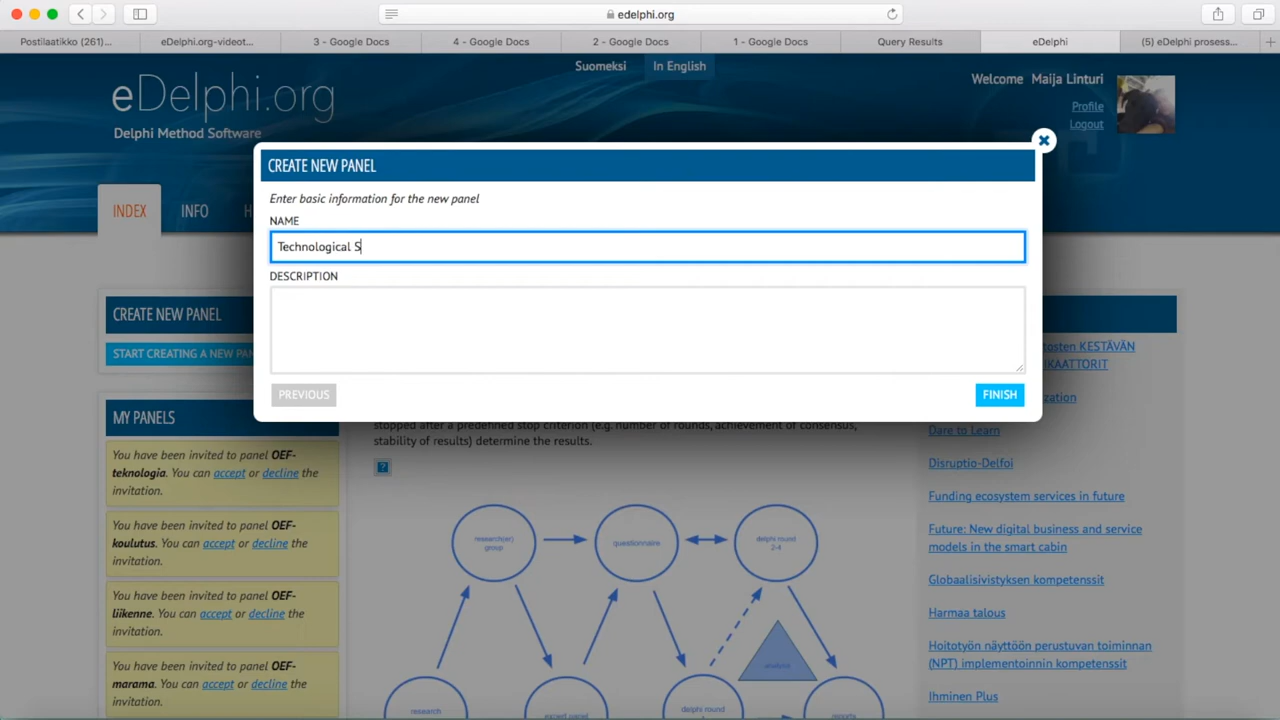 edelphi.org
Postilaatikko (261)...
eDelphi.org-videot...
3 - Google Docs
4 - Google Docs
2 - Google Docs
1 - Google Docs
Query Results
eDelphi
(5) eDelphi prosess...
Suomeksi
In English
eDelphi.org
Delphi Method Software
Welcome Maija Linturi
Profile
Logout
INDEX
INFO
H
CREATE NEW PANEL
Enter basic information for the new panel
NAME
Technological S
DESCRIPTION
PREVIOUS
FINISH
CREATE NEW PANEL
START CREATING A NEW PAN
MY PANELS
You have been invited to panel OEF-
teknologia. You can accept or decline the
invitation.
You have been invited to panel OEF-
koulutus. You can accept or decline the
invitation.
You have been invited to panel OEF-
liikenne. You can accept or decline the
invitation.
You have been invited to panel OEF-
marama. You can accept or decline the
invitation.
stopped after a predefined stop criterion (e.g. number of rounds, achievement of consensus,
stability of results) determine the results.
?
research(er)
group
questionnaire
delphi round
2-4
analysis
research
expert panel
delphi round
reports
tosten KESTÄVÄN
IKAATTORIT
zation
Dare to Learn
Disruptio-Delfoi
Funding ecosystem services in future
Future: New digital business and service
models in the smart cabin
Globaalisivistyksen kompetenssit
Harmaa talous
Hoitotyön näyttöön perustuvan toiminnan
(NPT) implementoinnin kompetenssit
Ihminen Plus